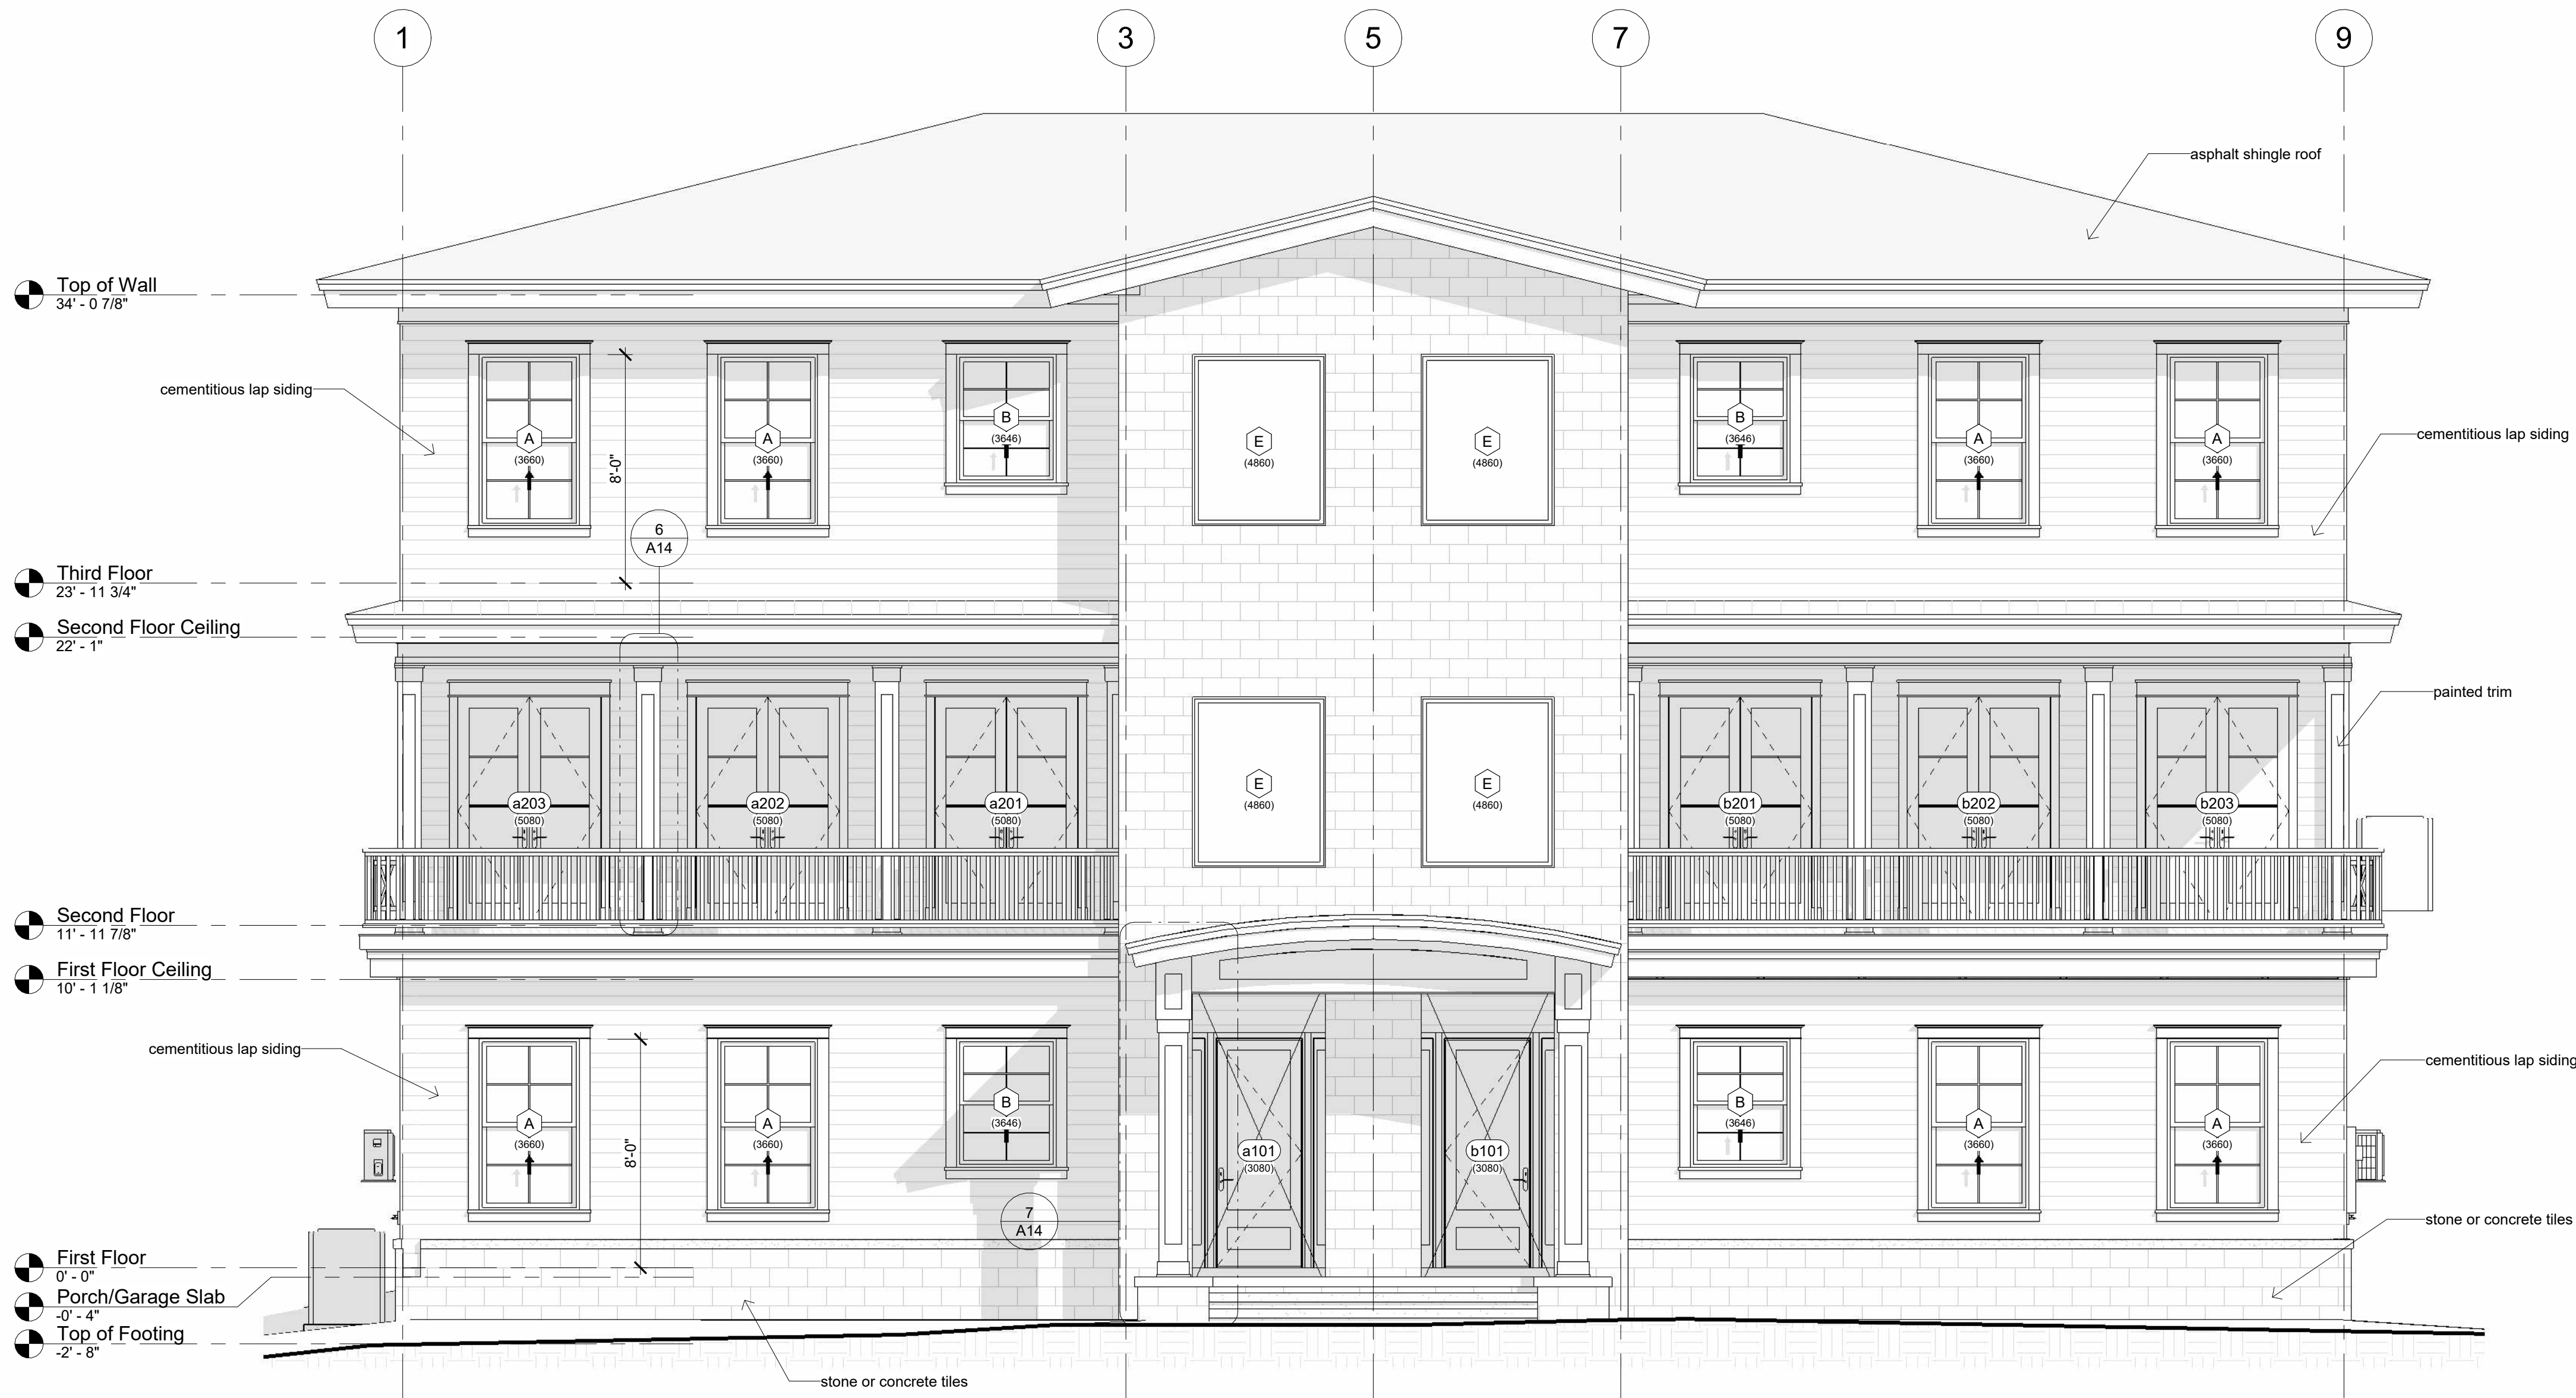 1
3
5
7
9
asphalt shingle roof
Top of Wall
34' - 0 7/8"
cementitious lap siding
A
(3660)
A
(3660)
8'-0"
B
(3646)
E
(4860)
E
(4860)
B
(3646)
A
(3660)
A
(3660)
cementitious lap siding
6
A14
Third Floor
23' - 11 3/4"
Second Floor Ceiling
22' - 1"
painted trim
a203
(5080)
a202
(5080)
a201
(5080)
E
(4860)
E
(4860)
b201
(5080)
b202
(5080)
b203
(5080)
Second Floor
11' - 11 7/8"
First Floor Ceiling
10' - 1 1/8"
cementitious lap siding
A
(3660)
A
(3660)
8'-0"
B
(3646)
a101
(3080)
b101
(3080)
B
(3646)
A
(3660)
A
(3660)
cementitious lap siding
7
A14
stone or concrete tiles
First Floor
0' - 0"
Porch/Garage Slab
-0' - 4"
Top of Footing
-2' - 8"
stone or concrete tiles